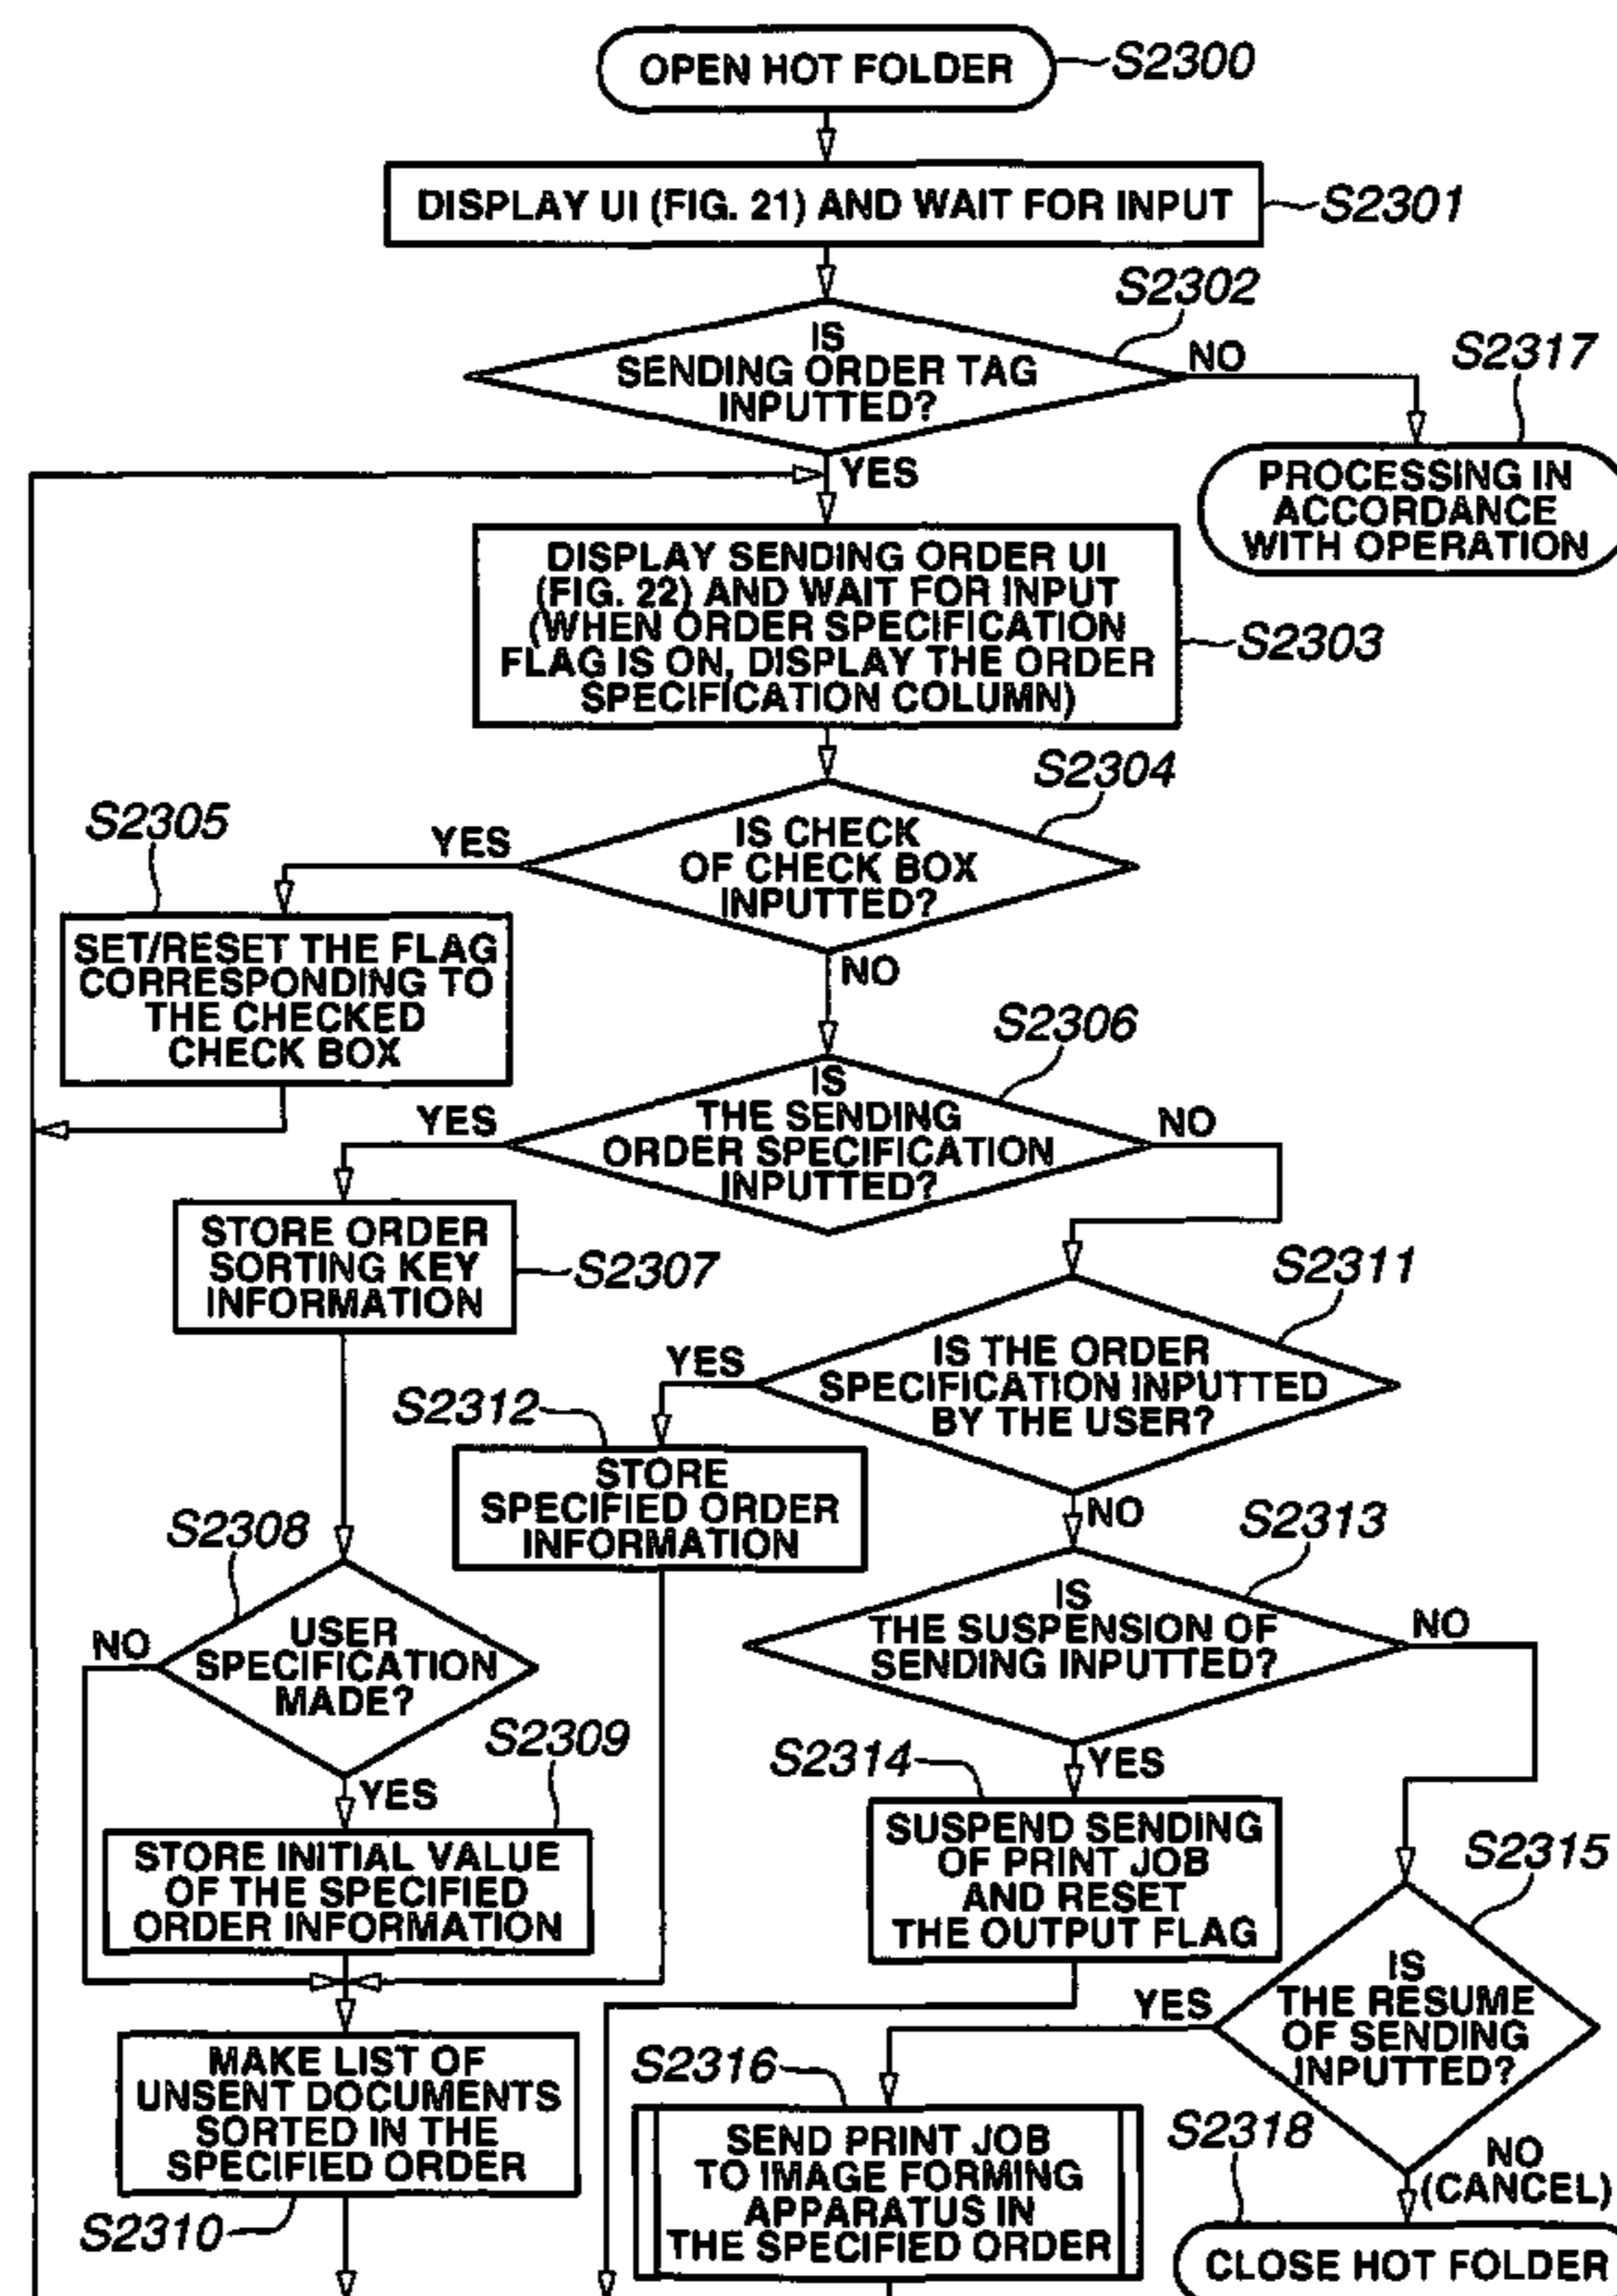 OPEN HOT FOLDER
S2300
DISPLAY UI (FIG. 21) AND WAIT FOR INPUT
S2301
S2302
IS
SENDING ORDER TAG
INPUTTED?
NO
S2317
YES
PROCESSING IN
ACCORDANCE
WITH OPERATION
DISPLAY SENDING ORDER UI
(FIG. 22) AND WAIT FOR INPUT
(WHEN ORDER SPECIFICATION
FLAG IS ON, DISPLAY THE ORDER
SPECIFICATION COLUMN)
S2303
S2304
IS CHECK
OF CHECK BOX
INPUTTED?
YES
S2305
SET/RESET THE FLAG
CORRESPONDING TO
THE CHECKED
CHECK BOX
NO
S2306
IS
THE SENDING
ORDER SPECIFICATION
INPUTTED?
YES
NO
STORE ORDER
SORTING KEY
INFORMATION
S2307
S2311
IS THE ORDER
SPECIFICATION INPUTTED
BY THE USER?
YES
S2312
STORE
SPECIFIED ORDER
INFORMATION
NO
S2308
USER
SPECIFICATION
MADE?
NO
S2313
IS
THE SUSPENSION OF
SENDING INPUTTED?
NO
YES
S2309
STORE INITIAL VALUE
OF THE SPECIFIED
ORDER INFORMATION
S2314
YES
SUSPEND SENDING
OF PRINT JOB
AND RESET
THE OUTPUT FLAG
S2315
IS
THE RESUME
OF SENDING
INPUTTED?
YES
MAKE LIST OF
UNSENT DOCUMENTS
SORTED IN THE
SPECIFIED ORDER
S2310
S2316
SEND PRINT JOB
TO IMAGE FORMING
APPARATUS IN
THE SPECIFIED ORDER
S2318
NO
(CANCEL)
CLOSE HOT FOLDER